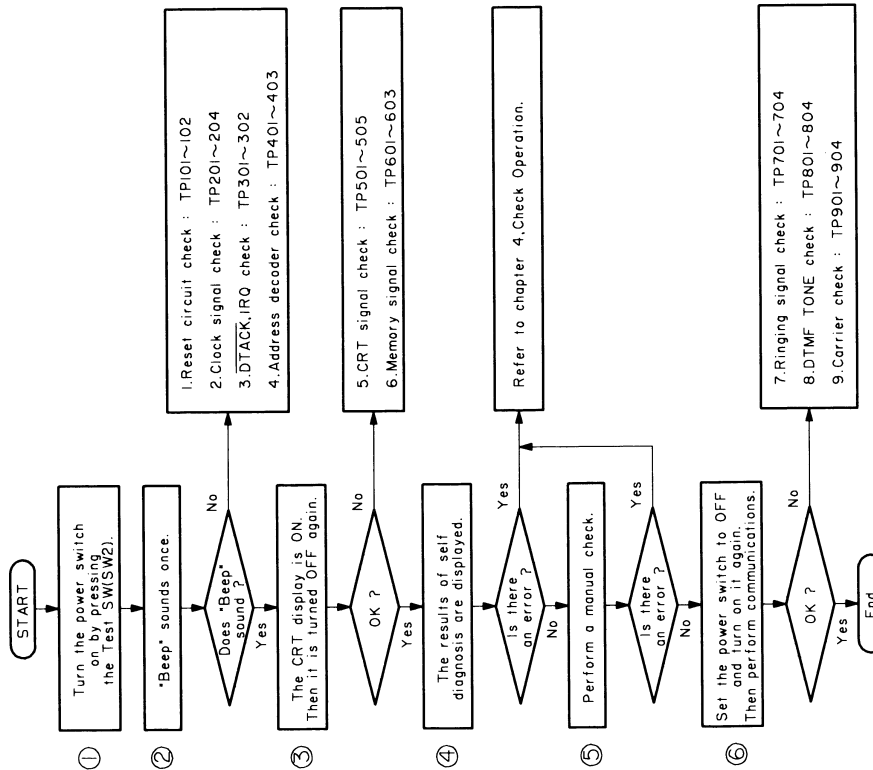 START
①
Turn the power switch
on by pressing
the Test SW(SW2).
②
"Beep" sounds once.
Does "Beep"
sound ?
No
Yes
1.Reset circuit check : TP101~102
2.Clock signal check : TP201~204
3.DTACK,IRQ check : TP301~302
4.Address decoder check : TP401~403
③
The CRT display is ON.
Then it is turned OFF again.
OK ?
No
Yes
5.CRT signal check : TP501~505
6.Memory signal check : TP601~603
④
The results of self
diagnosis are displayed.
Is there
an error ?
Yes
No
Refer to chapter 4,Check Operation.
⑤
Perform a manual check.
Is there
an error ?
Yes
No
⑥
Set the power switch to OFF
and turn on it again.
Then perform communications.
OK ?
No
Yes
7.Ringing signal check : TP701~704
8.DTMF TONE check : TP801~804
9.Carrier check : TP901~904
End